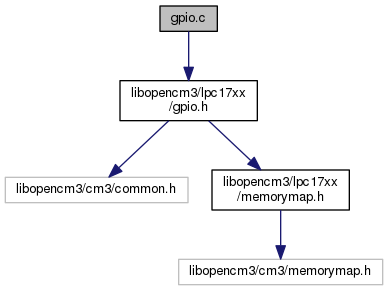 gpio.c
libopencm3/lpc17xx
/gpio.h
libopencm3/cm3/common.h
libopencm3/lpc17xx
/memorymap.h
libopencm3/cm3/memorymap.h